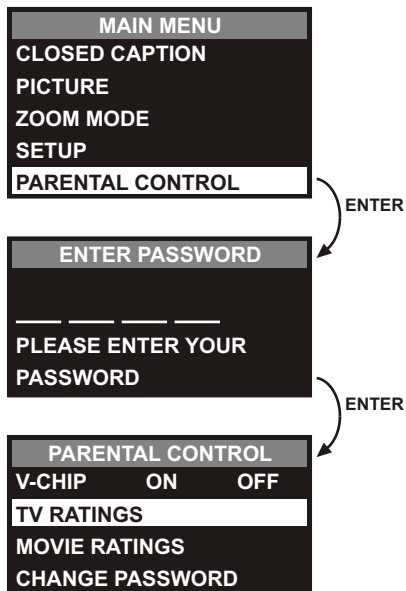 MAIN MENU
CLOSED CAPTION
PICTURE
ZOOM MODE
SETUP
PARENTAL CONTROL
ENTER
ENTER PASSWORD
PLEASE ENTER YOUR
PASSWORD
ENTER
PARENTAL CONTROL
V-CHIP ON OFF
TV RATINGS
MOVIE RATINGS
CHANGE PASSWORD